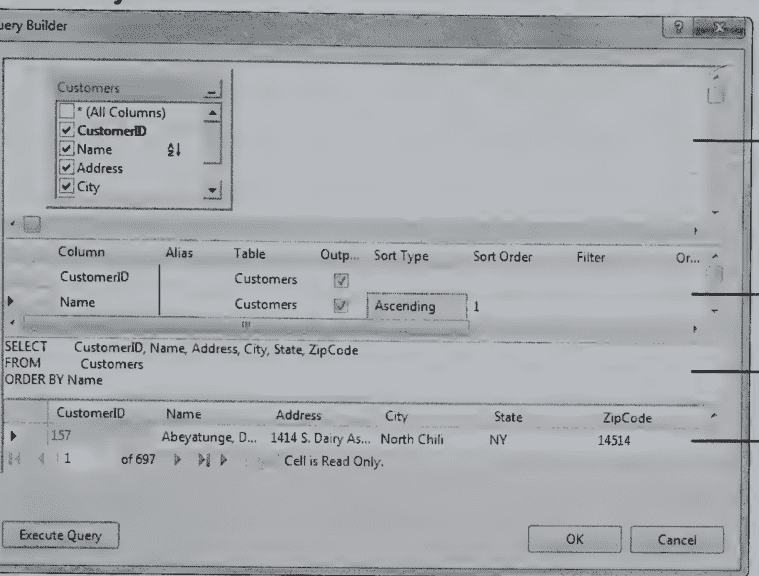 uery Builder
Customers
* (All Columns)
CustomerID
Name
Address
City
Column Alias Table Outp... Sort Type Sort Order Filter Or...
CustomerID Customers
Name Customers Ascending 1
SELECT CustomerID, Name, Address, City, State, ZipCode
FROM Customers
ORDER BY Name
CustomerID Name Address City State ZipCode
157 Abeyatunge, D... 1414 S. Dairy As... North Chili NY 14514
1 of 697 Cell is Read Only.
Execute Query OK Cancel